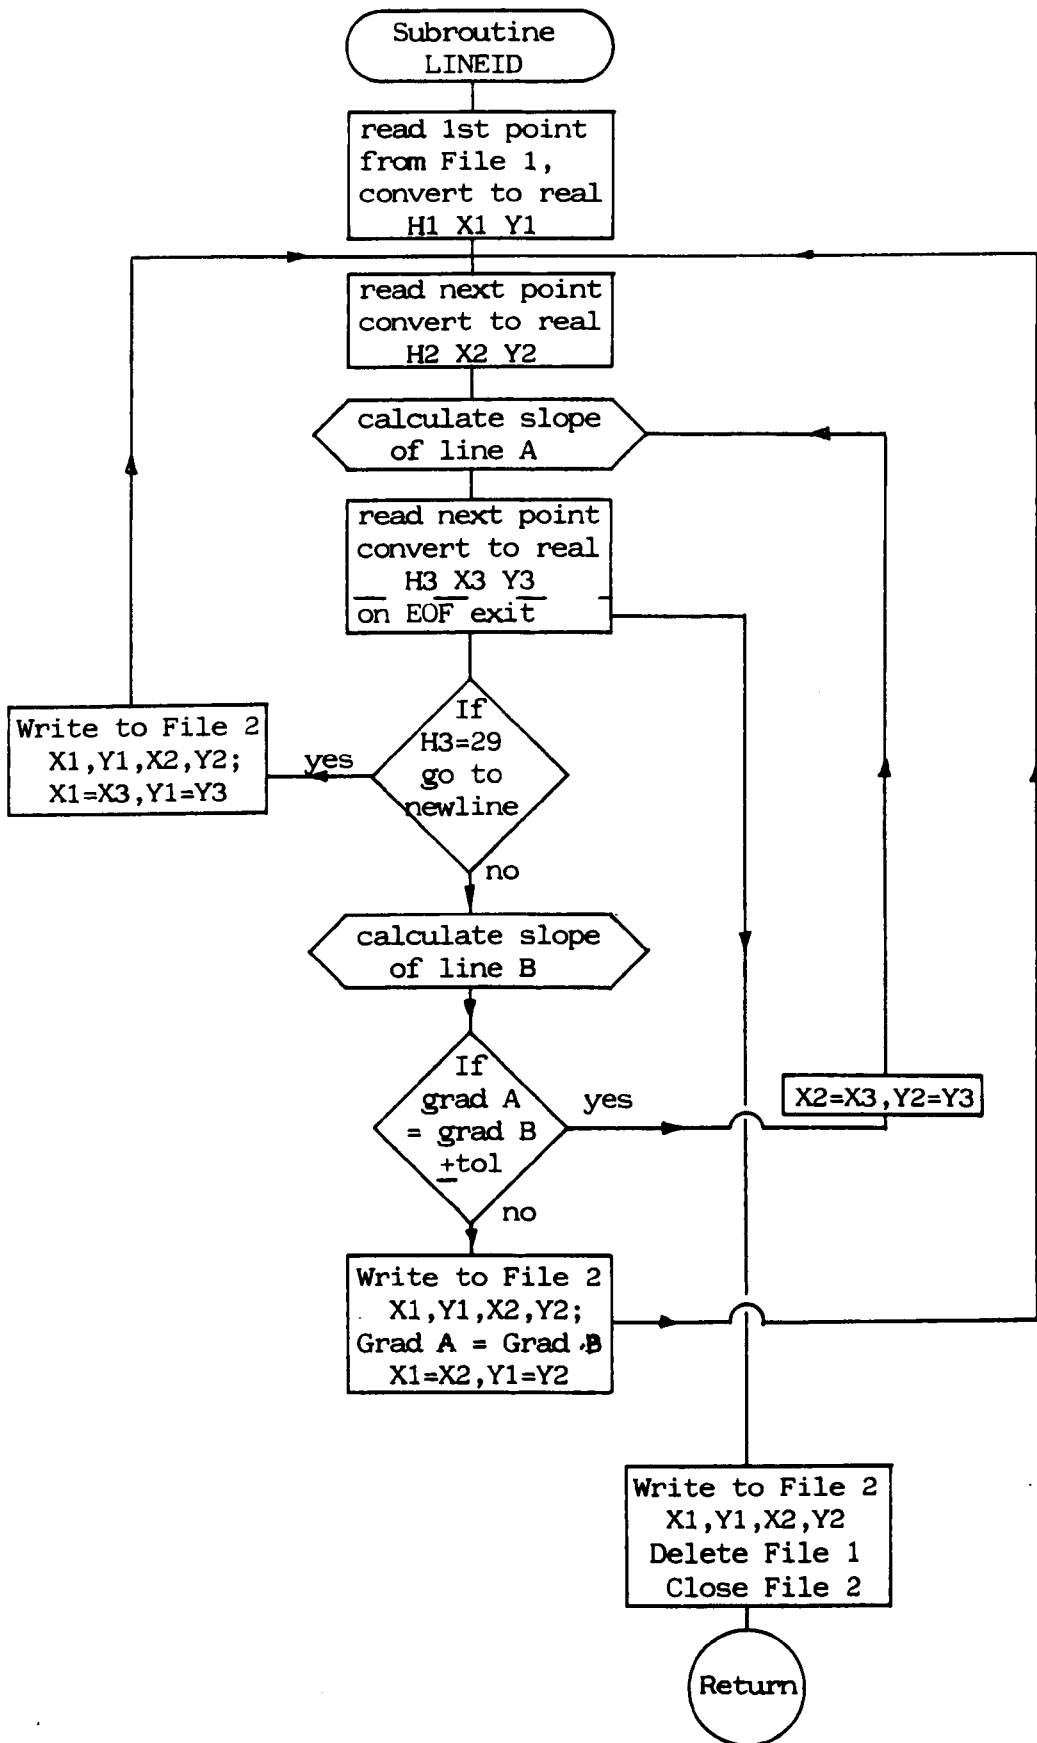 Subroutine
LINEID
read 1st point
from File 1,
convert to real
H1 X1 Y1
read next point
convert to real
H2 X2 Y2
calculate slope
of line A
read next point
convert to real
H3 X3 Y3
on EOF exit
If
H3=29
go to
newline
yes
Write to File 2
X1,Y1,X2,Y2;
X1=X3,Y1=Y3
no
calculate slope
of line B
If
grad A
= grad B
±tol
yes
X2=X3,Y2=Y3
no
Write to File 2
X1,Y1,X2,Y2;
Grad A = Grad B
X1=X2,Y1=Y2
Write to File 2
X1,Y1,X2,Y2
Delete File 1
Close File 2
Return